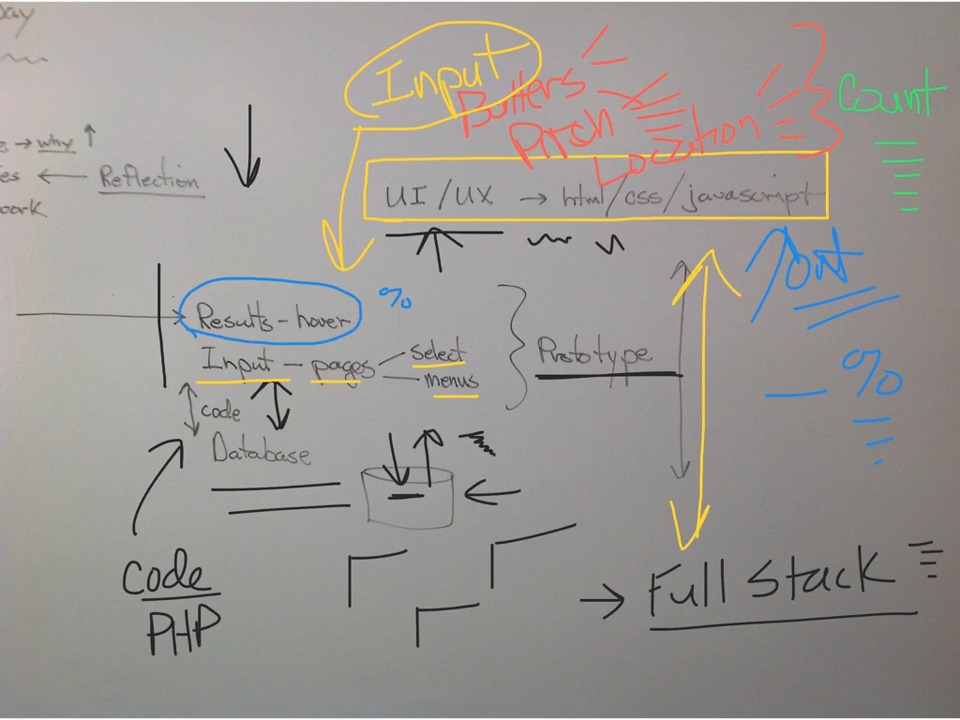 Day
Input
Batters
Pitch
Location
Count
→ why ↑
← Reflection
work
UI / UX → html/css/javascript
out
Results - hover %
Input - pages select
menus
Prototype
%
code
Database
code
PHP
→ Full Stack